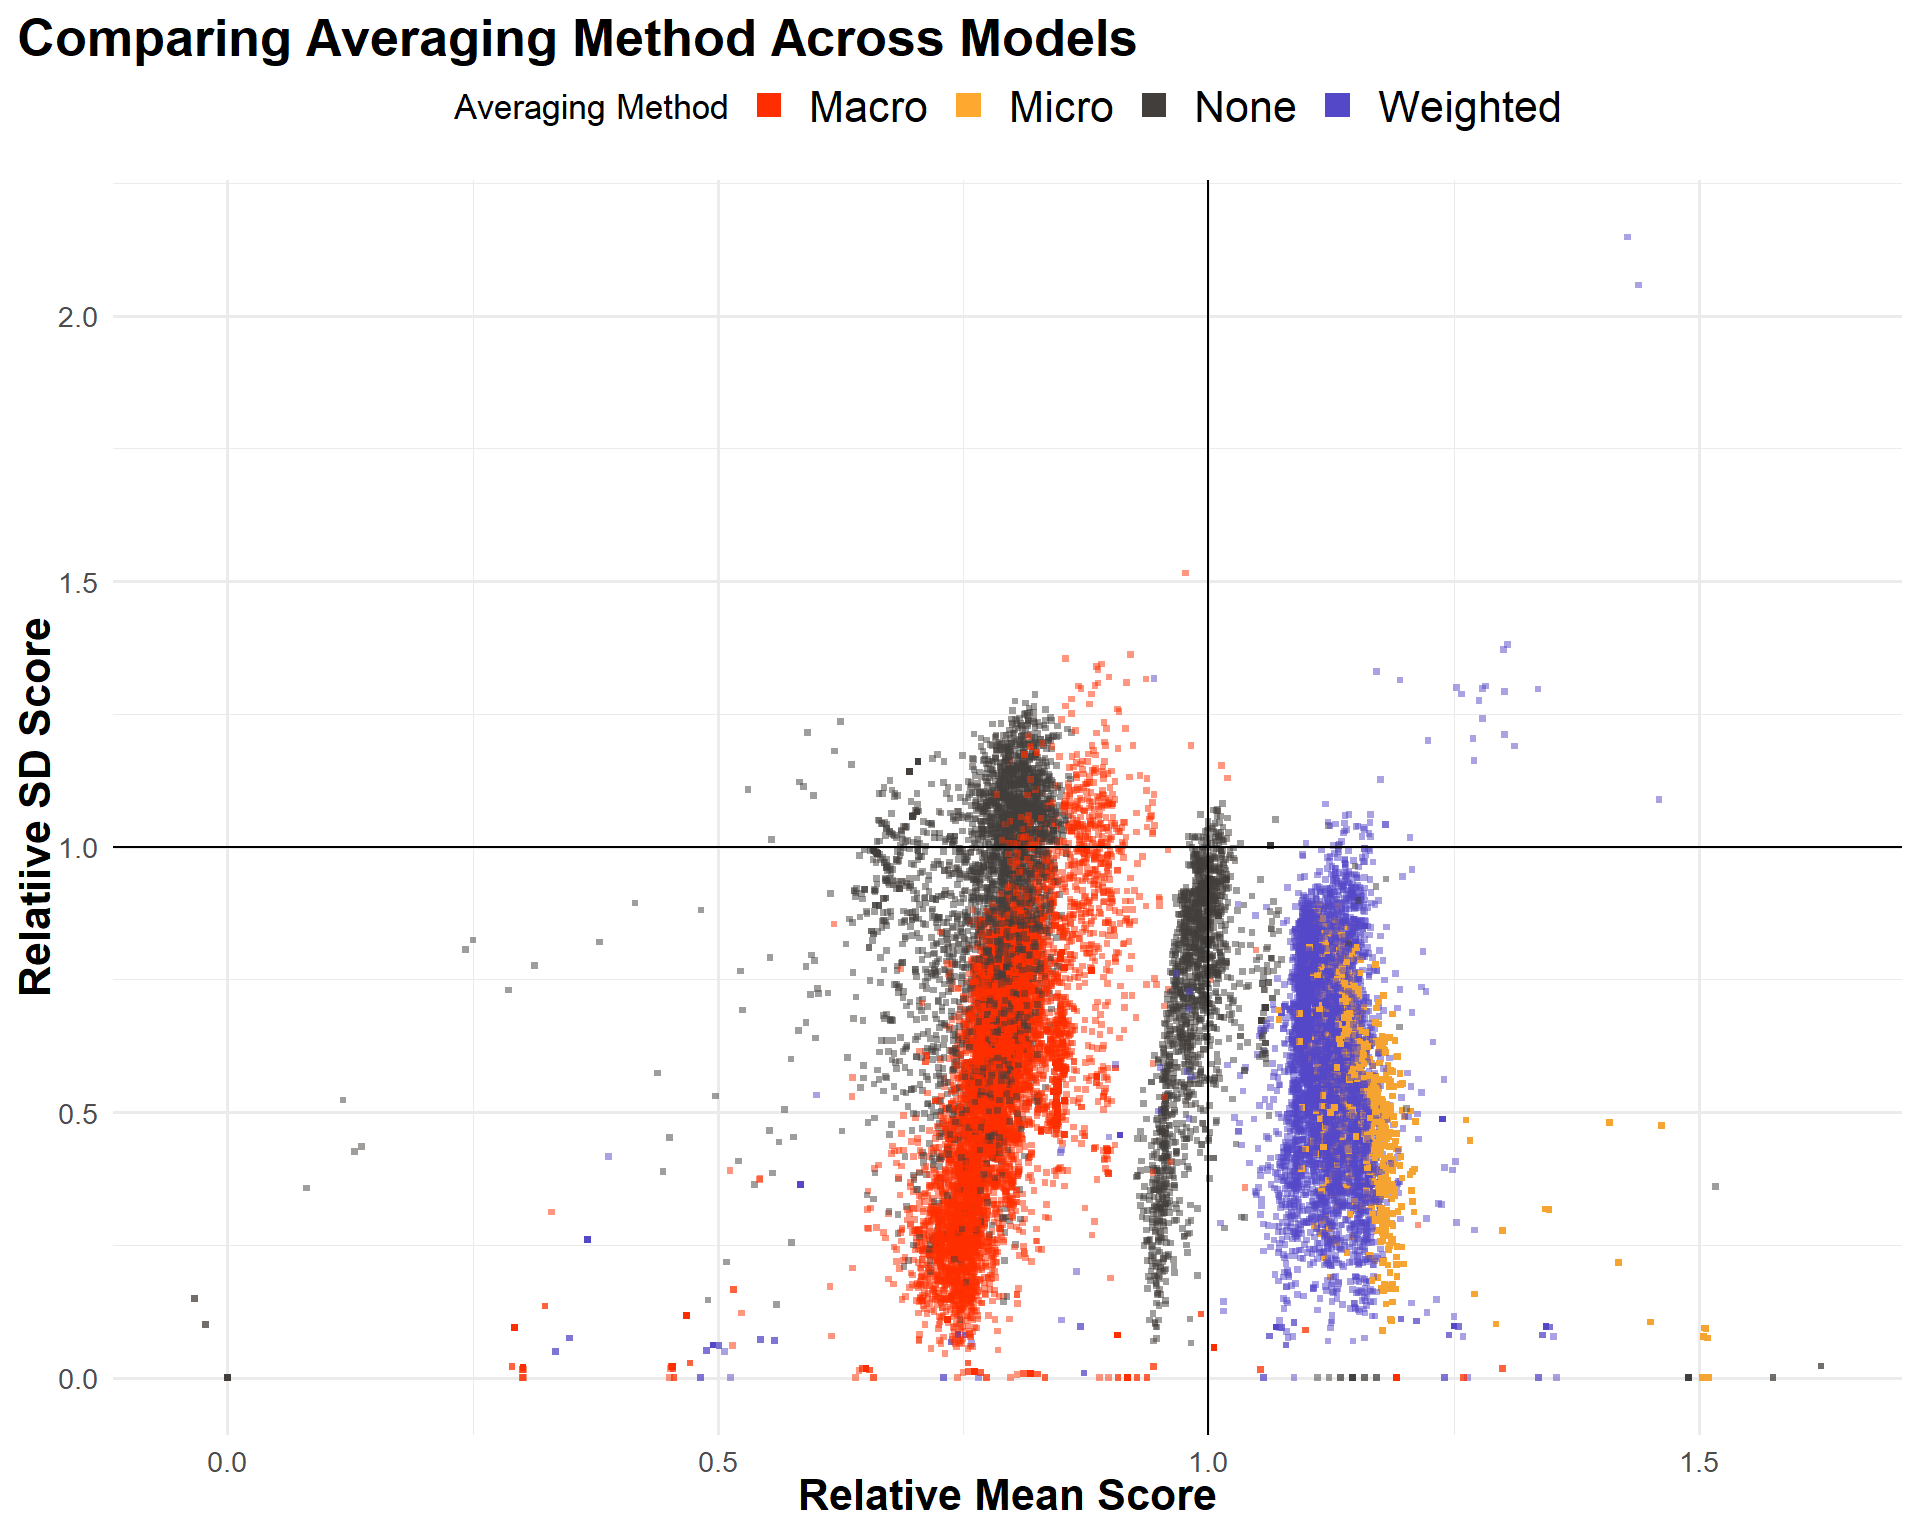 Comparing Averaging Method Across Models
Averaging Method Macro Micro None Weighted
Relatiive SD Score
2.0
1.5
1.0
0.5
0.0
0.0 0.5 1.0 1.5
Relative Mean Score